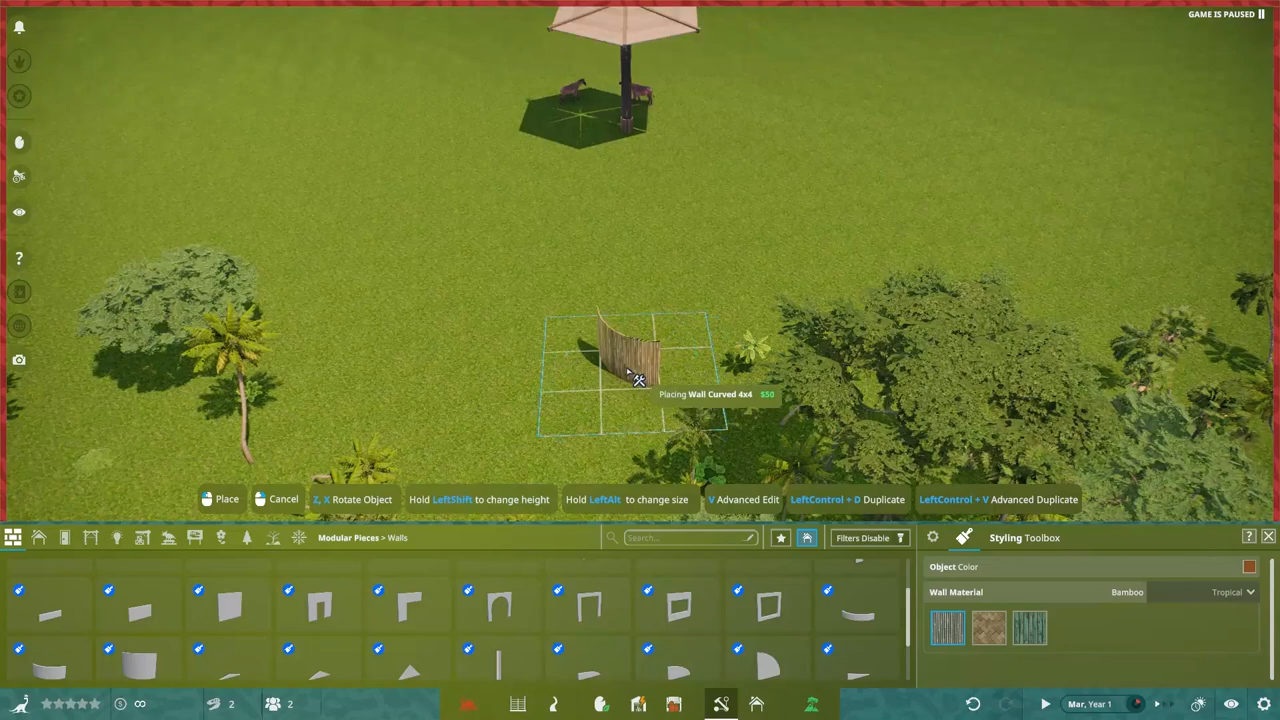 GAME IS PAUSED
?
Placing Wall Curved 4x4 $50
Place
Cancel
Z, X Rotate Object
Hold LeftShift to change height
Hold LeftAlt to change size
V Advanced Edit
LeftControl + D Duplicate
LeftControl + V Advanced Duplicate
Modular Pieces > Walls
Search...
Filters Disable
Styling Toolbox
?
Object Color
Wall Material
Bamboo
Tropical
∞
2
2
Mar, Year 1